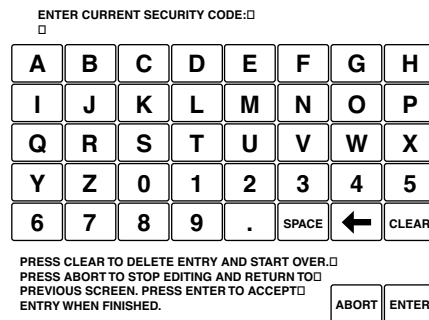 ENTER CURRENT SECURITY CODE:
A B C D E F G H
I J K L M N O P
Q R S T U V W X
Y Z 0 1 2 3 4 5
6 7 8 9 . SPACE ← CLEAR
PRESS CLEAR TO DELETE ENTRY AND START OVER.
PRESS ABORT TO STOP EDITING AND RETURN TO
PREVIOUS SCREEN. PRESS ENTER TO ACCEPT
ENTRY WHEN FINISHED.
ABORT ENTER